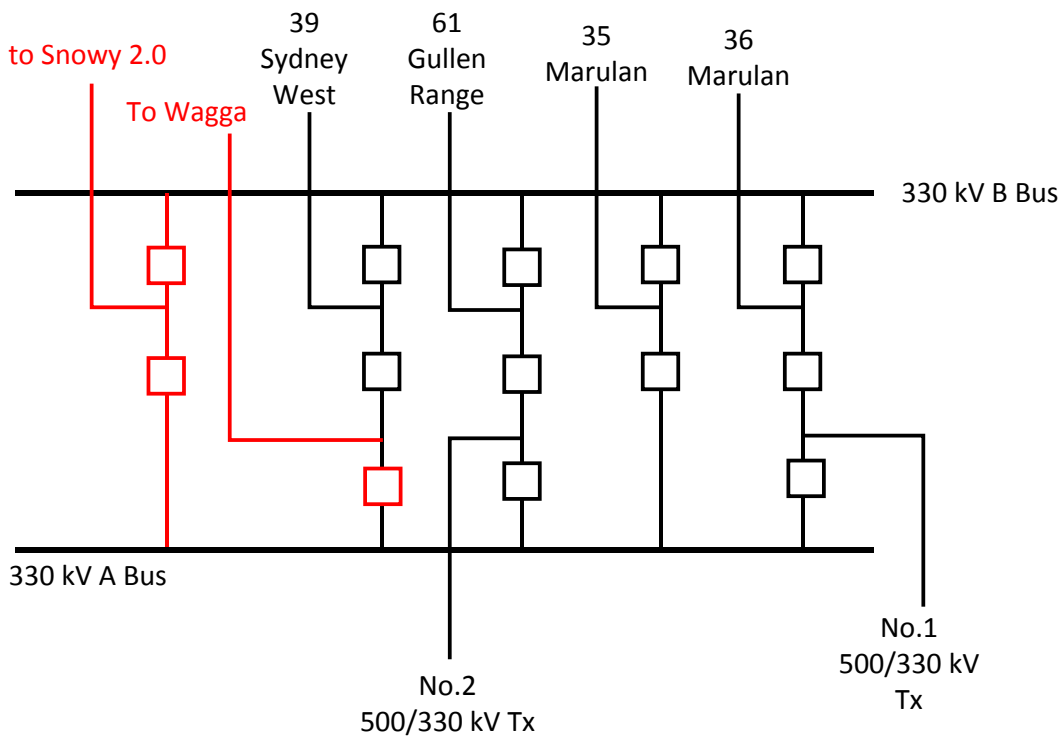 to Snowy 2.0
To Wagga
39
Sydney
West
61
Gullen
Range
35
Marulan
36
Marulan
330 kV B Bus
330 kV A Bus
No.2
500/330 kV Tx
No.1
500/330 kV
Tx